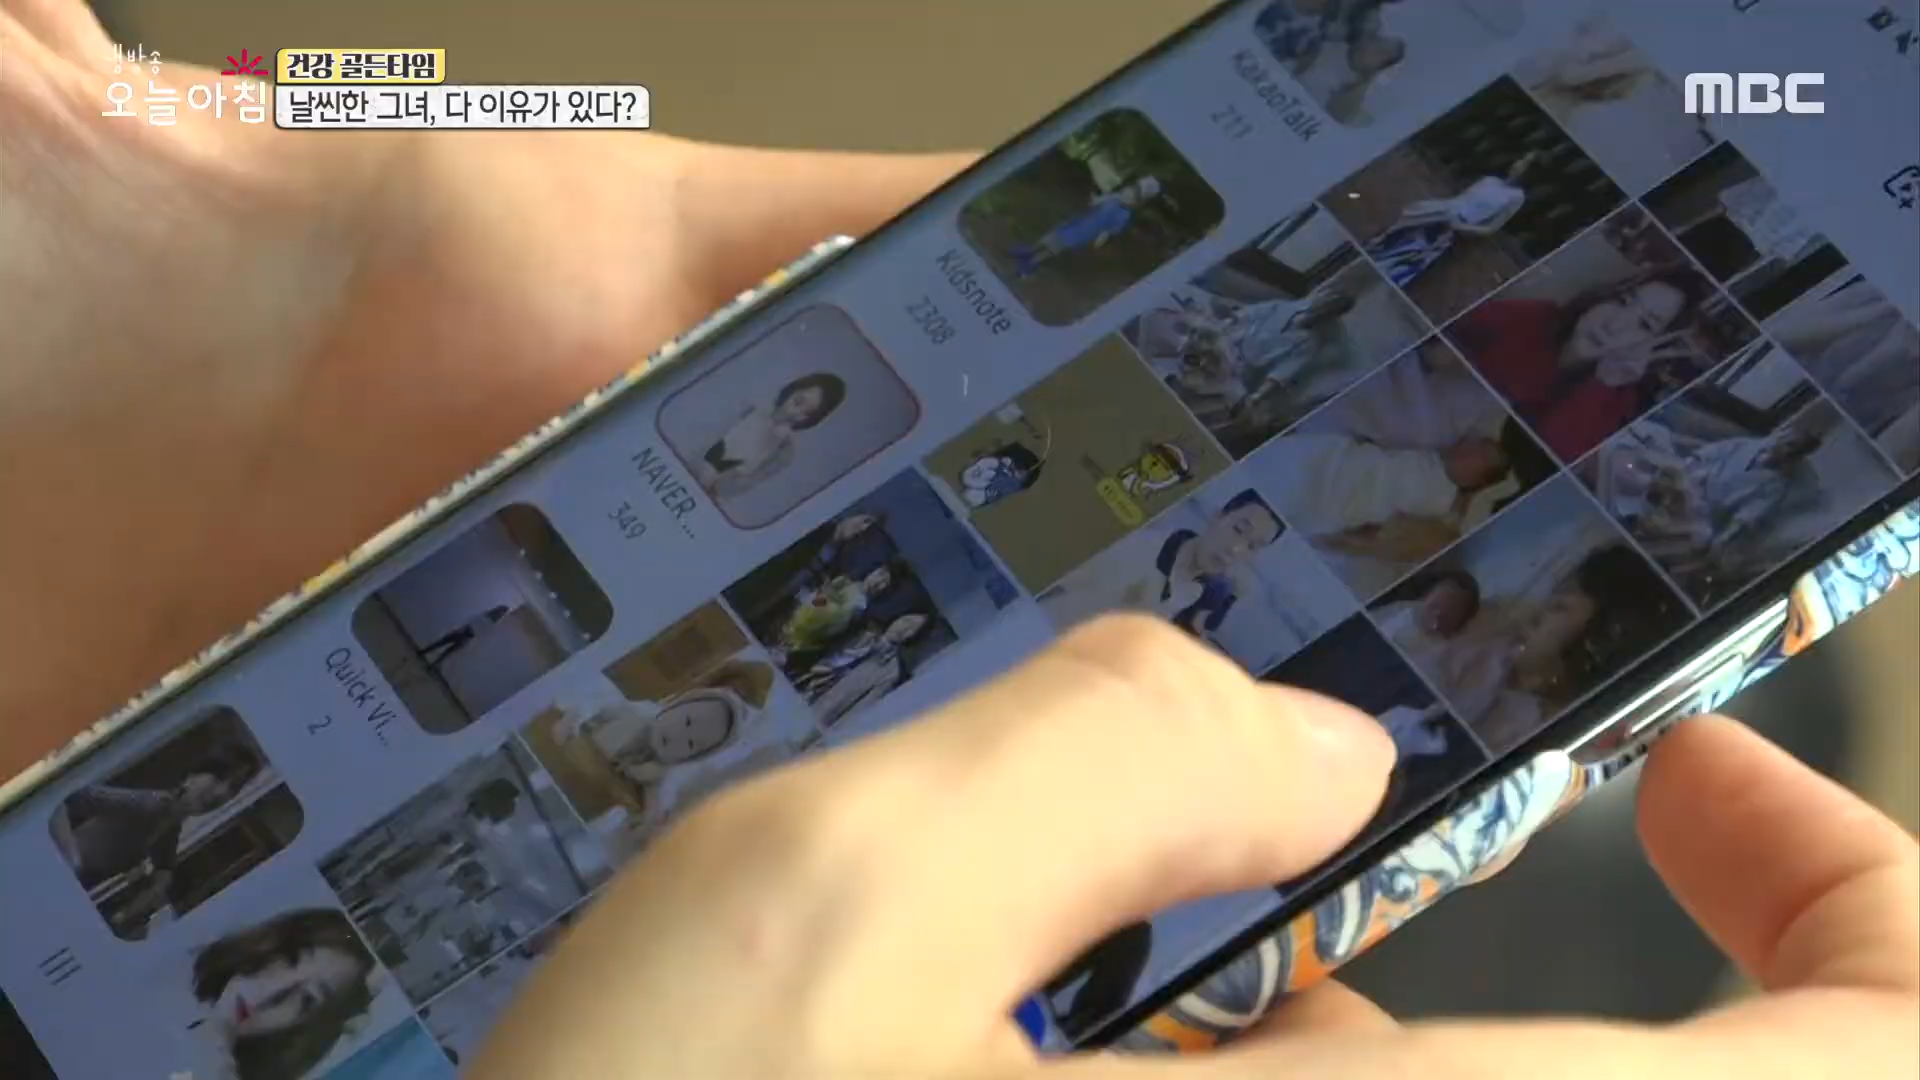 생방송
오늘아침
건강 골든타임
날씬한 그녀, 다 이유가 있다?
MBC
KakaoTalk
211
Kidsnote
2308
NAVER...
349
Quick Vi...
2